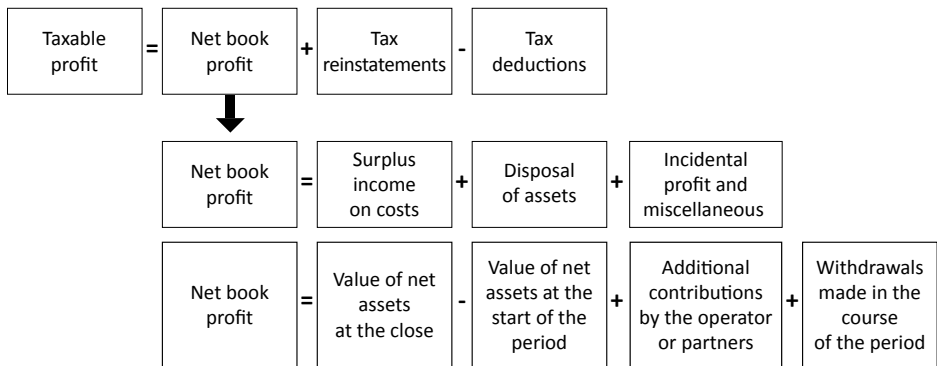 Taxable
profit
=
Net book
profit
+
Tax
reinstatements
-
Tax
deductions
Net book
profit
=
Surplus
income
on costs
+
Disposal
of assets
+
Incidental
profit and
miscellaneous
Net book
profit
=
Value of net
assets
at the close
-
Value of net
assets at the
start of the
period
+
Additional
contributions
by the operator
or partners
+
Withdrawals
made in the
course
of the period